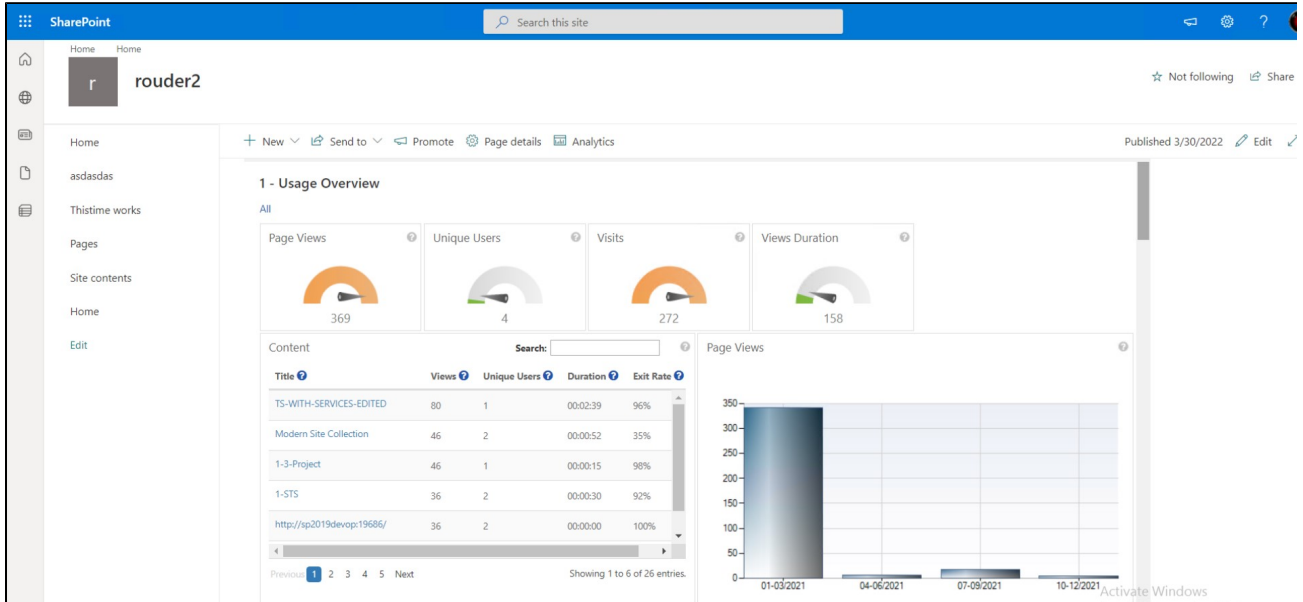 SharePoint
Search this site
Home Home
r
rouder2
Not following Share
Home
asdasdas
Thistime works
Pages
Site contents
Home
Edit
New Send to Promote Page details Analytics
Published 3/30/2022 Edit
1 - Usage Overview
All
Page Views
369
Unique Users
4
Visits
272
Views Duration
158
Content Search:
Title Views Unique Users Duration Exit Rate
TS-WITH-SERVICES-EDITED 80 1 00:02:39 96%
Modern Site Collection 46 2 00:00:52 35%
1-3-Project 46 1 00:00:15 98%
1-STS 36 2 00:00:30 92%
http://sp2019devop:19686/ 36 2 00:00:00 100%
Previous 1 2 3 4 5 Next Showing 1 to 6 of 26 entries.
Page Views
350
300
250
200
150
100
50
0
01-03/2021 04-06/2021 07-09/2021 10-12/2021
Activate Windows